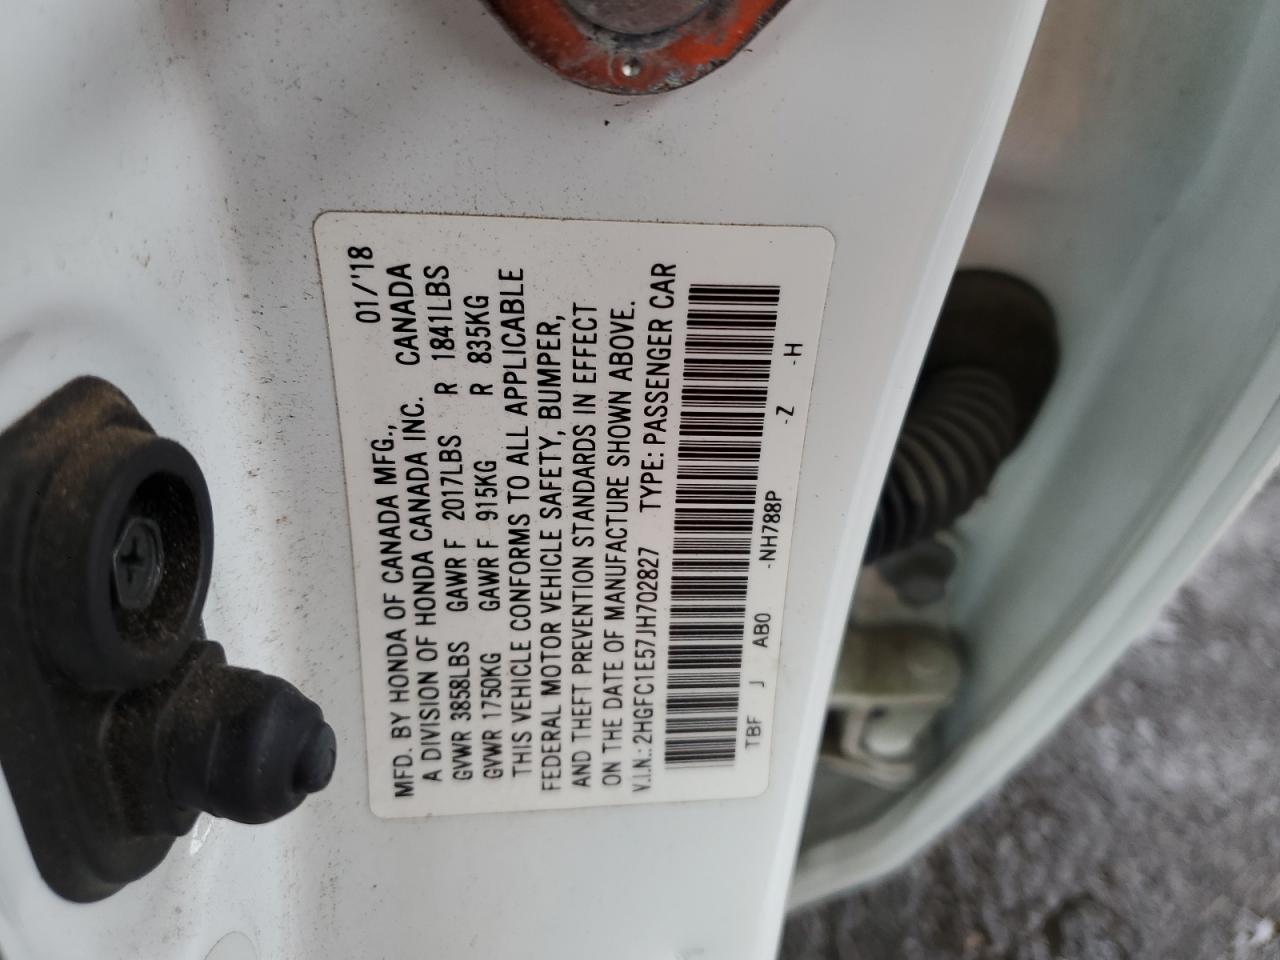 01/'18
MFD. BY HONDA OF CANADA MFG.,
A DIVISION OF HONDA CANADA INC. CANADA
GVWR 3858LBS GAWR F 2017LBS R 1841LBS
GVWR 1750KG GAWR F 915KG R 835KG
THIS VEHICLE CONFORMS TO ALL APPLICABLE
FEDERAL MOTOR VEHICLE SAFETY, BUMPER,
AND THEFT PREVENTION STANDARDS IN EFFECT
ON THE DATE OF MANUFACTURE SHOWN ABOVE.
V.I.N.: 2HGFC1E57JH702827 TYPE: PASSENGER CAR
TBF J AB0 -NH788P -Z -H